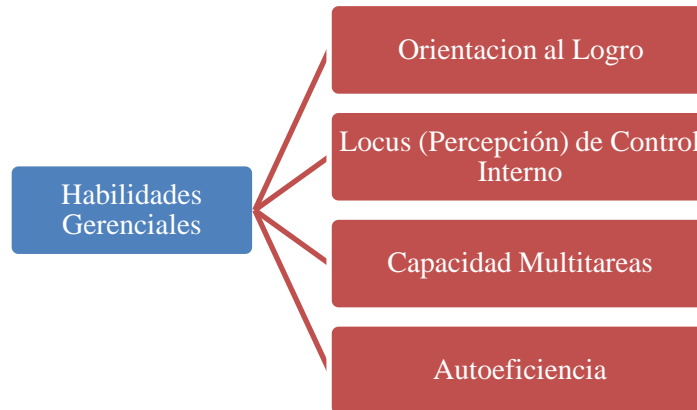 Orientacion al Logro
Locus (Percepción) de Control
Interno
Habilidades
Gerenciales
Capacidad Multitareas
Autoeficiencia